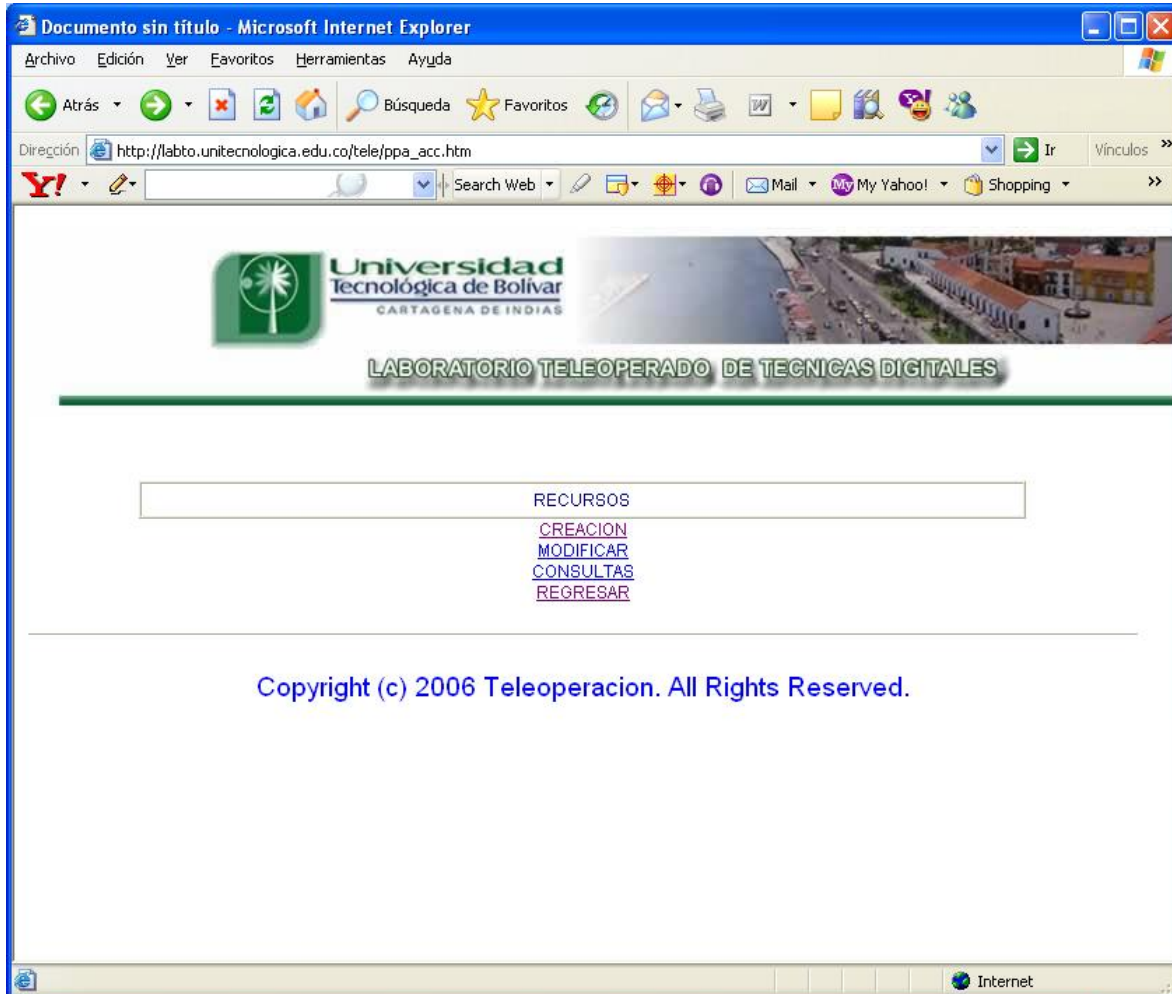 Documento sin título - Microsoft Internet Explorer
Archivo Edición Ver Favoritos Herramientas Ayuda
Atrás Búsqueda Favoritos
Dirección http://labto.unitecnologica.edu.co/tele/ppa_acc.htm Ir Vínculos »
Y! Search Web Mail My My Yahoo! Shopping »
Universidad
Tecnológica de Bolívar
CARTAGENA DE INDIAS
LABORATORIO TELEOPERADO DE TECNICAS DIGITALES
RECURSOS
CREACION
MODIFICAR
CONSULTAS
REGRESAR
Copyright (c) 2006 Teleoperacion. All Rights Reserved.
Internet